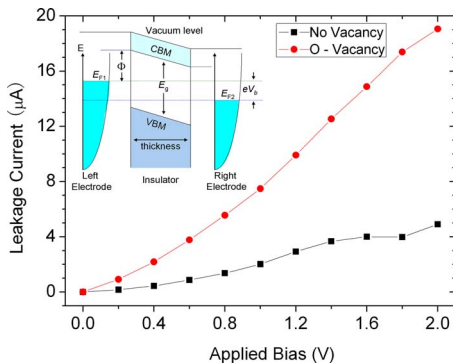 Leakage Current (μA)
20
16
12
8
4
0
0.0
0.4
0.8
1.2
1.6
2.0
Applied Bias (V)
No Vacancy
O - Vacancy
Vacuum level
E
CBM
Φ
E_F1
E_g
E_F2
eV_b
VBM
thickness
Left
Electrode
Insulator
Right
Electrode